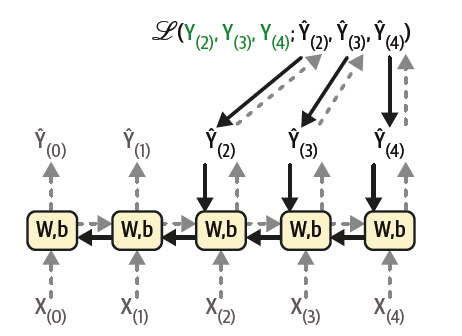 ℒ(Y(2), Y(3), Y(4); Ŷ(2), Ŷ(3), Ŷ(4))
Ŷ(0) Ŷ(1) Ŷ(2) Ŷ(3) Ŷ(4)
W,b W,b W,b W,b W,b
X(0) X(1) X(2) X(3) X(4)